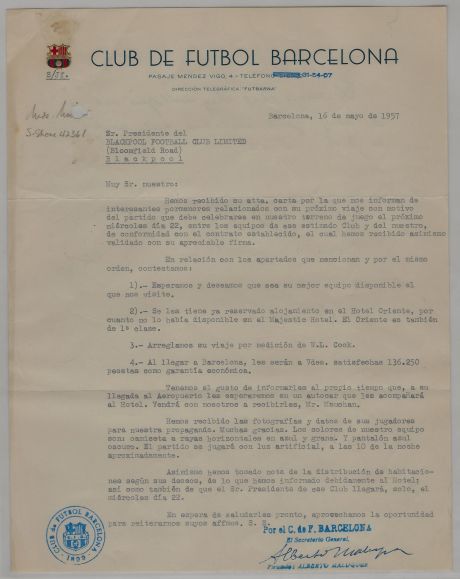 CLUB DE FUTBOL BARCELONA
PASAJE MENDEZ VIGO, 4 - TELÉFONO 21-54-07
DIRECCIÓN TELEGRÁFICA "FUTBARNA"
S/SS.
Barcelona, 16 de mayo de 1957
S-Shore 42361
Sr. Presidente del
BLACKPOOL FOOTBALL CLUB LIMITED
(Bloomfield Road)
Blackpool
Muy Sr. nuestro:
Hemos recibido su atta. carta por la que nos informan de
interesantes pormenores relacionados con su próximo viaje con motivo
del partido que debe celebrarse en nuestro terreno de juego el próximo
miércoles día 22, entre los equipos de ese estimado Club y del nuestro,
de conformidad con el contrato establecido, el cual hemos recibido asimismo
validado con su apreciable firma.
En relación con los apartados que mencionan y por el mismo
orden, contestamos:
1).- Esperamos y deseamos que sea su mejor equipo disponible el
que nos visite.
2).- Se les tiene ya reservado alojamiento en el Hotel Oriente, por
cuanto no lo había disponible en el Majestic Hotel. El Oriente es también
de 1ª clase.
3.- Arreglamos su viaje por medición de W.L. Cook.
4.- Al llegar a Barcelona, les serán a Vdes. satisfechas 136.250
pesetas como garantía económica.
Tenemos el gusto de informarles al propio tiempo que, a su
llegada al Aeropuerto les esperaremos en un autocar que les acompañará
al Hotel. Vendrá con nosotros a recibirles, Mr. Maughan.
Hemos recibido las fotografías y datos de sus jugadores
para nuestra propaganda. Muchas gracias. Los colores de nuestro equipo
son: camiseta a rayas horizontales en azul y grana. Y pantalón azul
oscuro. El partido se jugará con luz artificial, a las 10 de la noche
aproximadamente.
Asimismo hemos tomado nota de la distribución de habitacio-
nes según sus deseos, de lo que hemos informado debidamente al Hotel;
así como también de que el Sr. Presidente de ese Club llegará, solo, el
miércoles día 22.
En espera de saludarles pronto, aprovechamos la oportunidad
para reiterarnos suyos affmos. S. S.
Por el C. de F. BARCELONA
El Secretario General,
Firmado: ALBERTO MALUQUER
CLUB DE FUTBOL BARCELONA